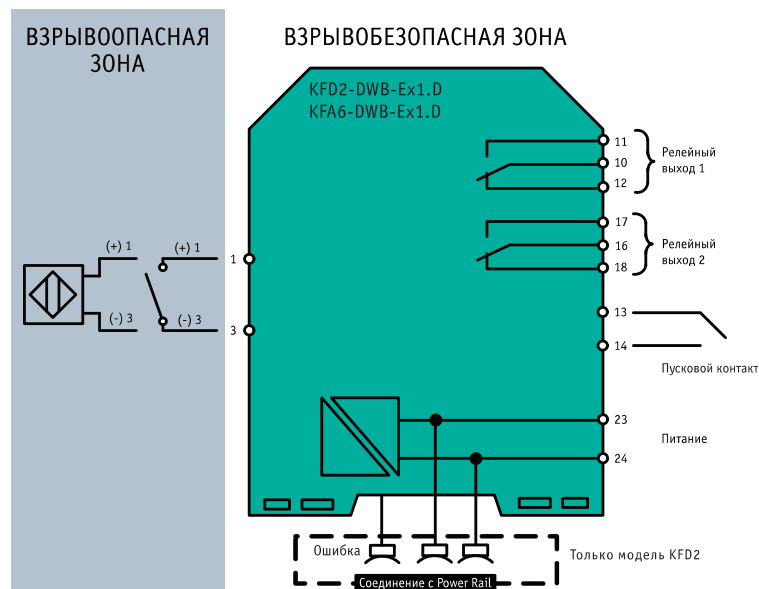 ВЗРЫВООПАСНАЯ
ЗОНА
ВЗРЫВОБЕЗОПАСНАЯ ЗОНА
KFD2-DWB-Ex1.D
KFA6-DWB-Ex1.D
11
10
12
Релейный
выход 1
17
16
18
Релейный
выход 2
(+) 1
(+) 1
1
(-) 3
(-) 3
3
13
14
Пусковой контакт
23
24
Питание
Ошибка
Только модель KFD2
Соединение с Power Rail